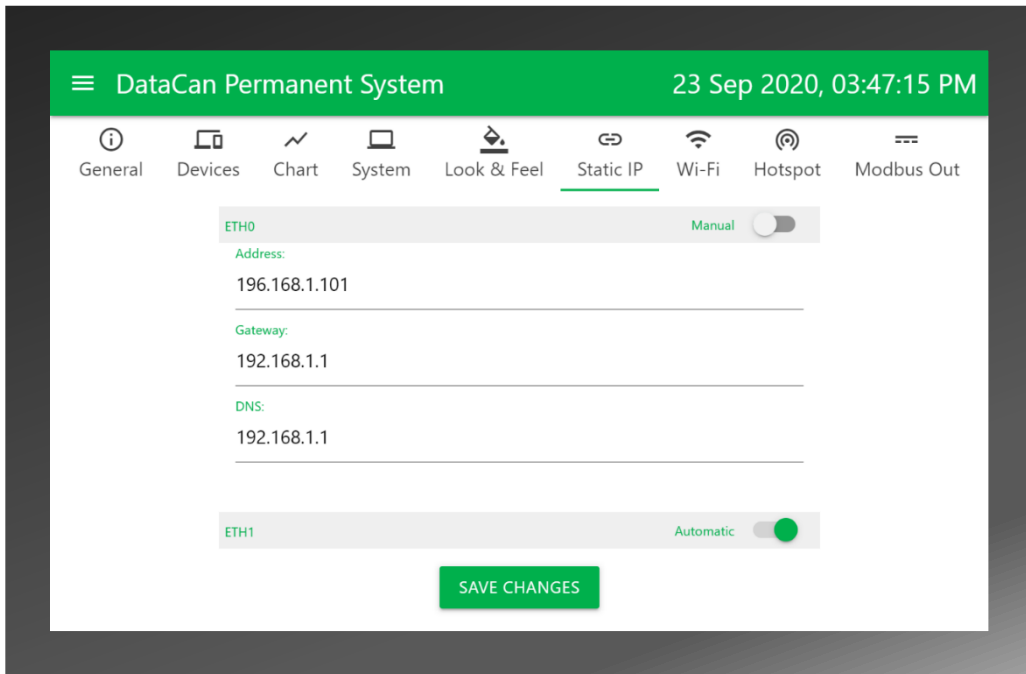 DataCan Permanent System
23 Sep 2020, 03:47:15 PM
General
Devices
Chart
System
Look & Feel
Static IP
Wi-Fi
Hotspot
Modbus Out
ETH0
Manual
Address:
196.168.1.101
Gateway:
192.168.1.1
DNS:
192.168.1.1
ETH1
Automatic
SAVE CHANGES